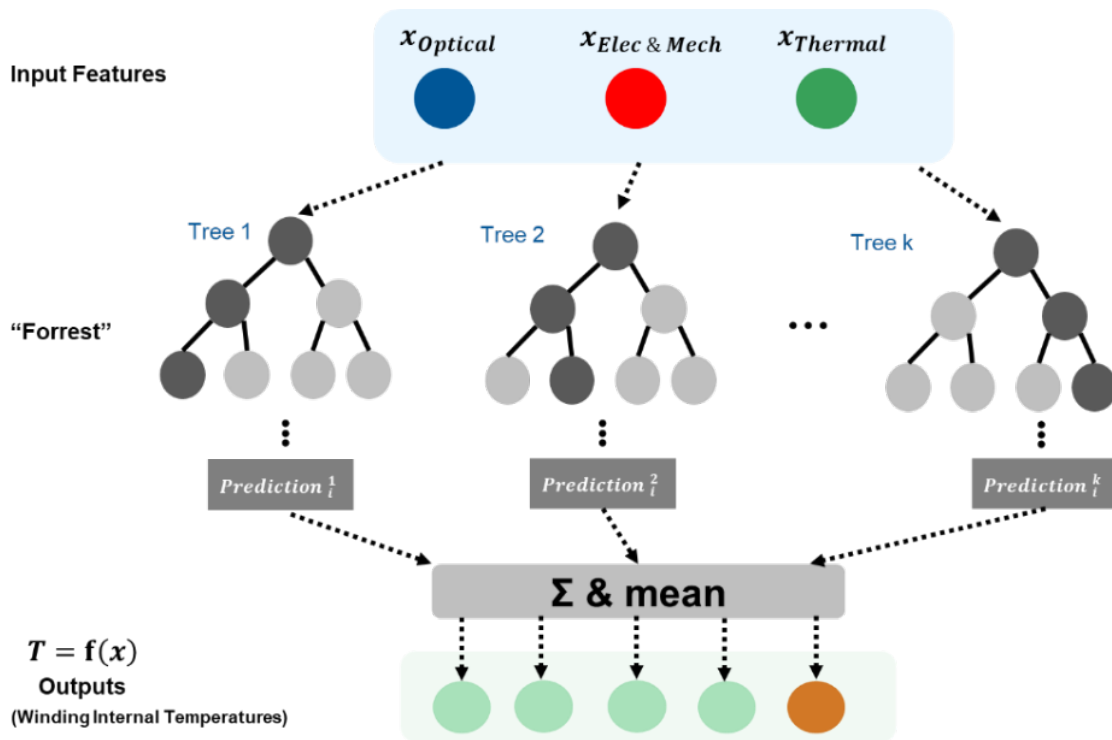 x_Optical
x_Elec & Mech
x_Thermal
Input Features
Tree 1
Tree 2
Tree k
“Forrest”
...
Prediction_i^1
Prediction_i^2
Prediction_i^k
Σ & mean
T = f(x)
Outputs
(Winding Internal Temperatures)